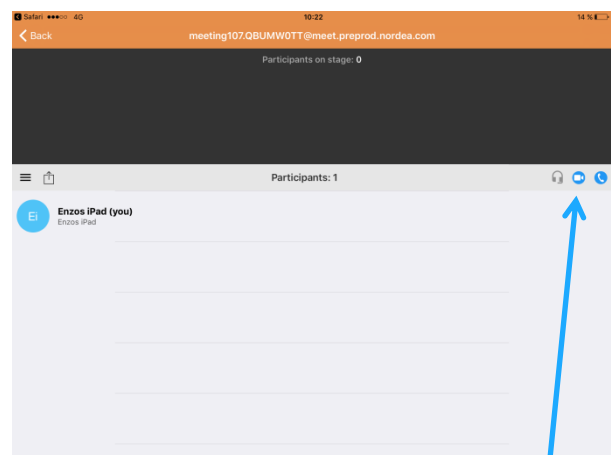 Safari 4G 10:22 14 %
Back meeting107.QBUMW0TT@meet.preprod.nordea.com
Participants on stage: 0
Participants: 1
Ei Enzos iPad (you)
Enzos iPad